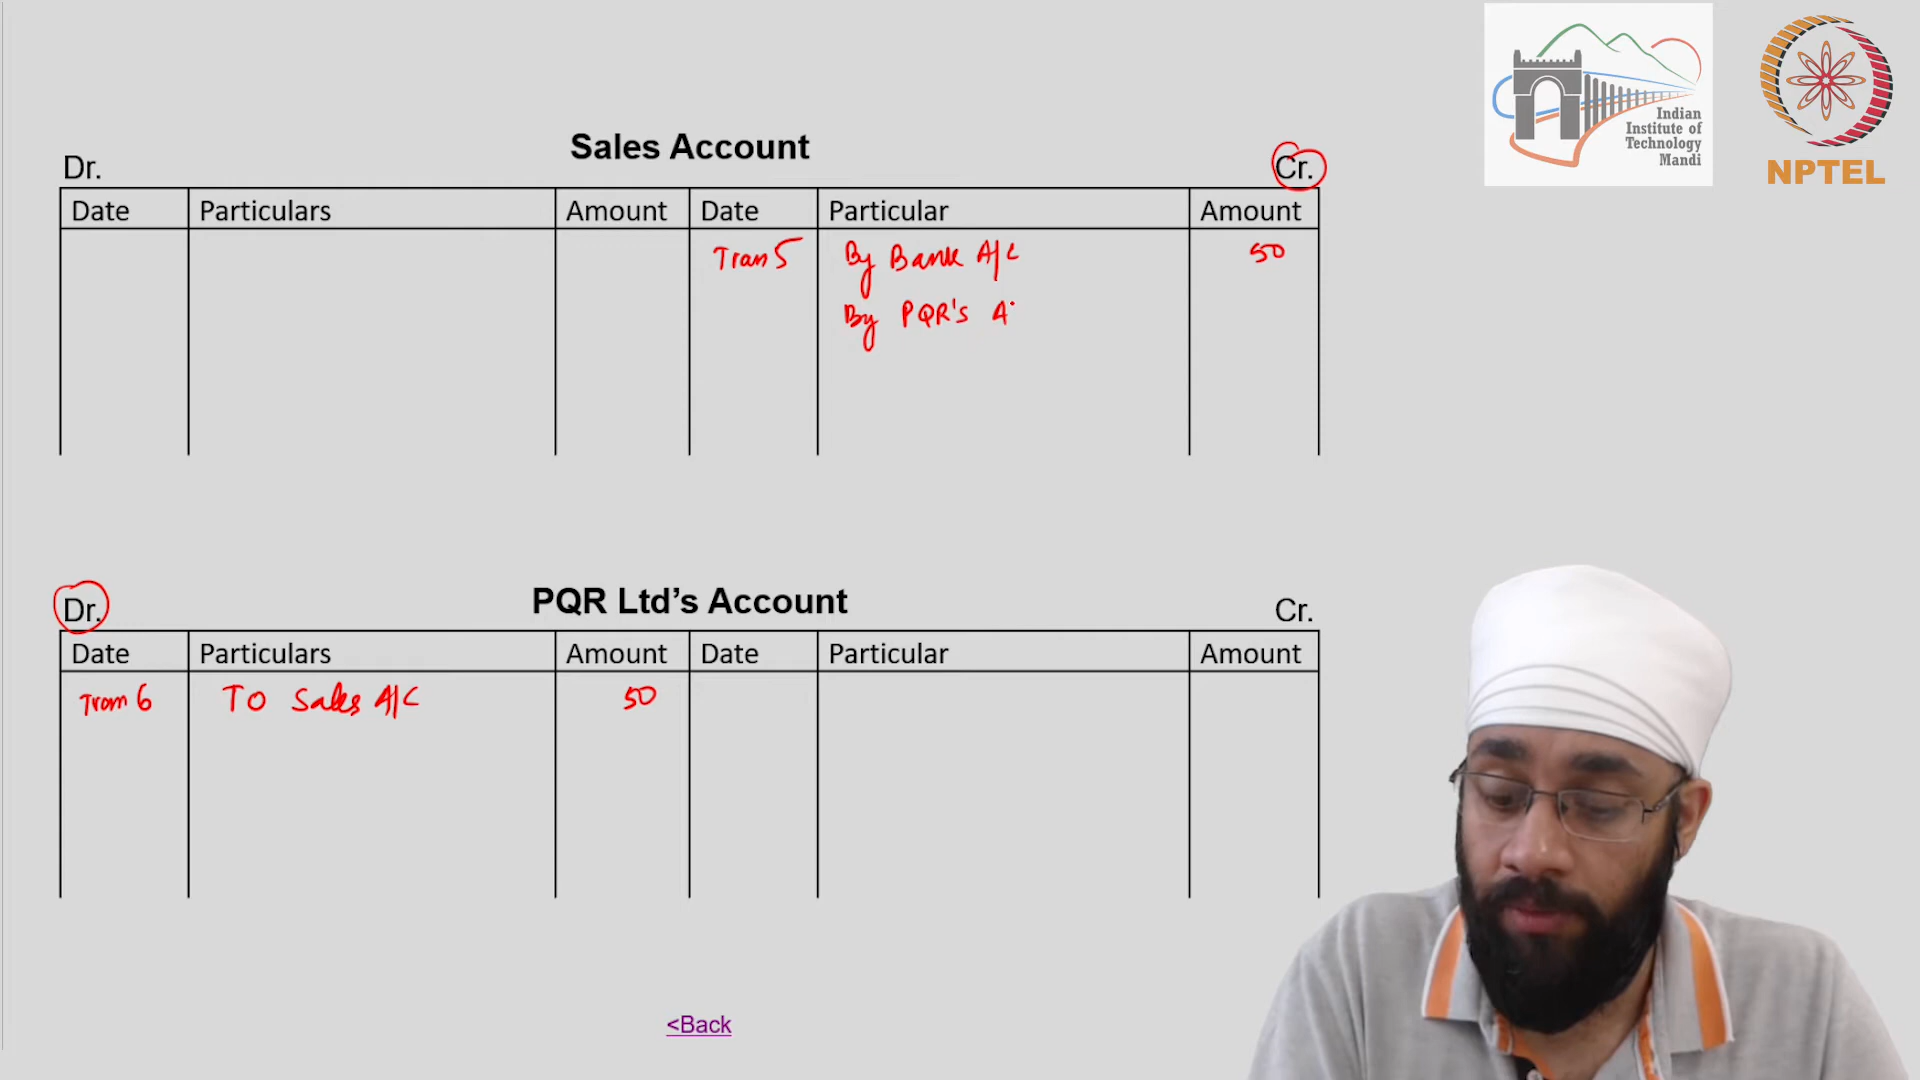 Indian
Institute of
Technology
Mandi
NPTEL
Sales Account
Dr.
Cr.
Date Particulars Amount Date Particular Amount
Tran 5 By Bank A/C 50
By PQR's A
PQR Ltd’s Account
Dr.
Cr.
Date Particulars Amount Date Particular Amount
Tran 6 To Sales A/C 50
<Back